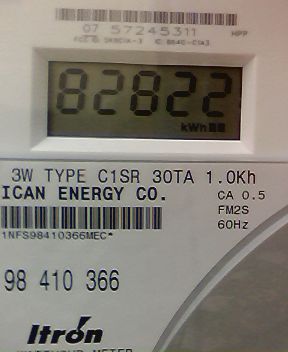 07 57245311
HPP
82822
kWh
3W TYPE C1SR 30TA 1.0Kh
ICAN ENERGY CO.
CA 0.5
FM2S
60Hz
1NFS98410366MEC*
98 410 366
Itron